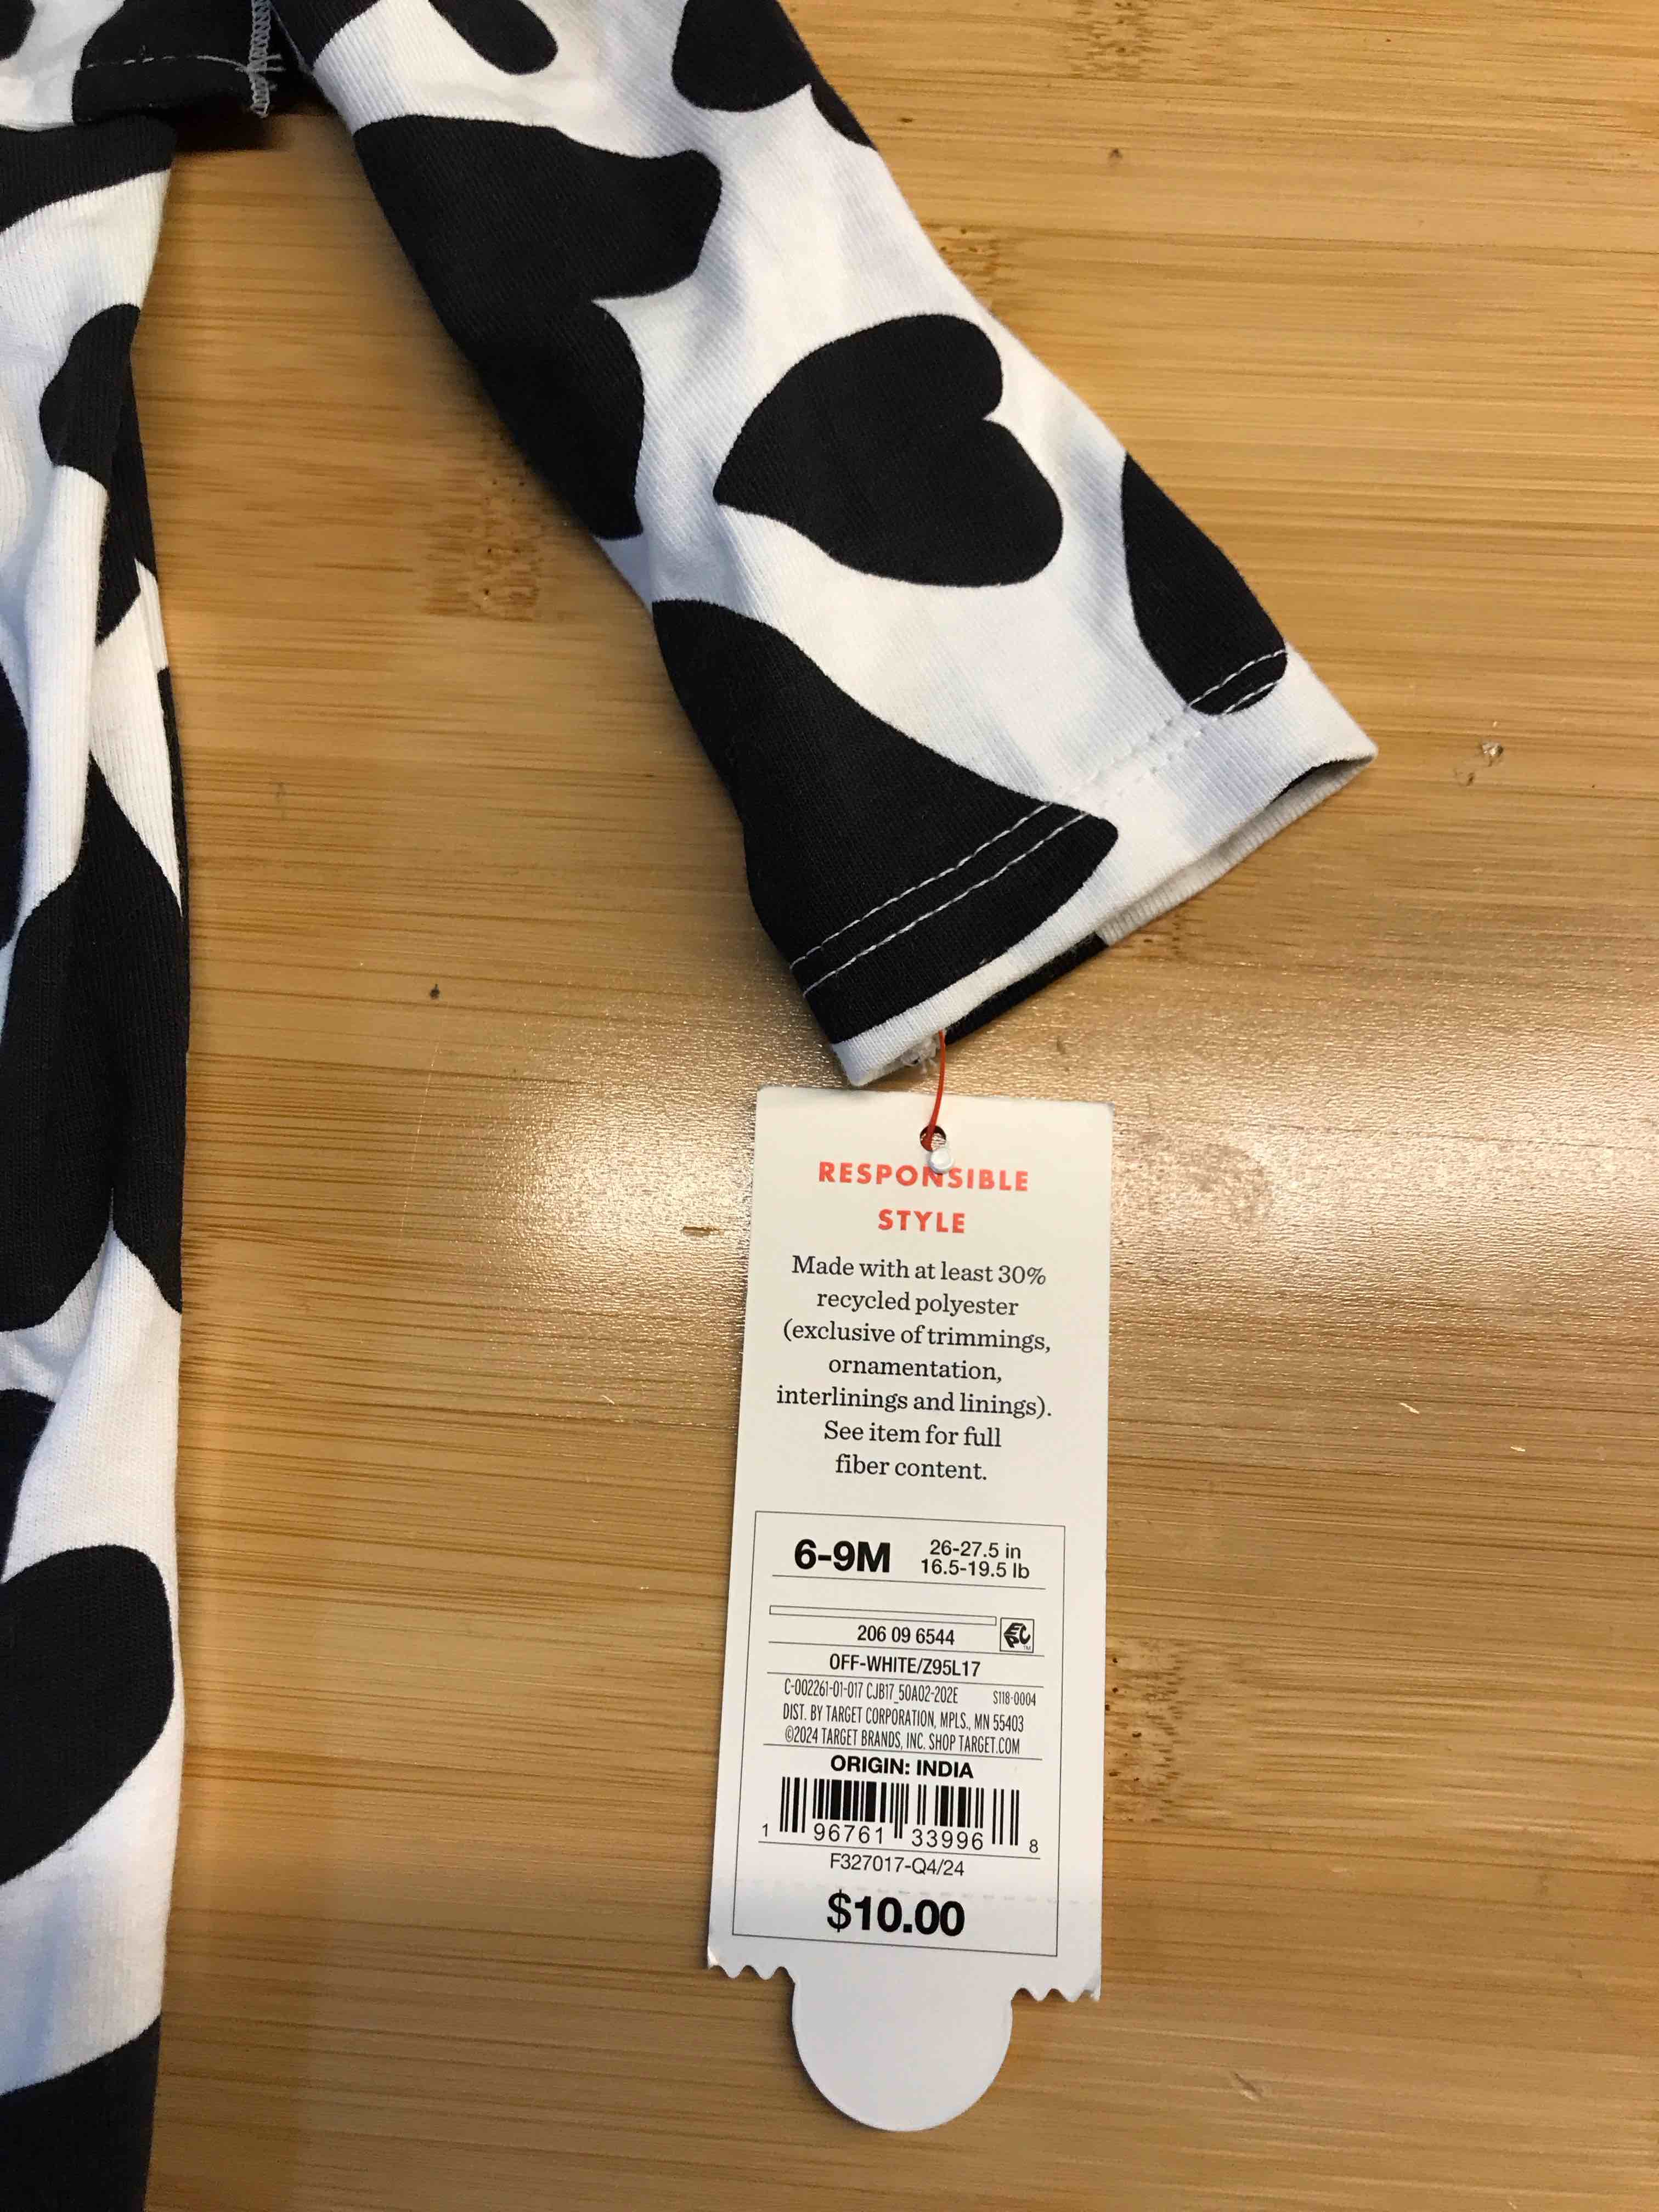 RESPONSIBLE
STYLE
Made with at least 30%
recycled polyester
(exclusive of trimmings,
ornamentation,
interlinings and linings).
See item for full
fiber content.
6-9M 26-27.5 in
16.5-19.5 lb
206 09 6544
OFF-WHITE/Z95L17
C-002261-01-017 CJB17_50A02-202E S118-0004
DIST. BY TARGET CORPORATION, MPLS., MN 55403
©2024 TARGET BRANDS, INC. SHOP TARGET.COM
ORIGIN: INDIA
1 96761 33996 8
F327017-Q4/24
$10.00